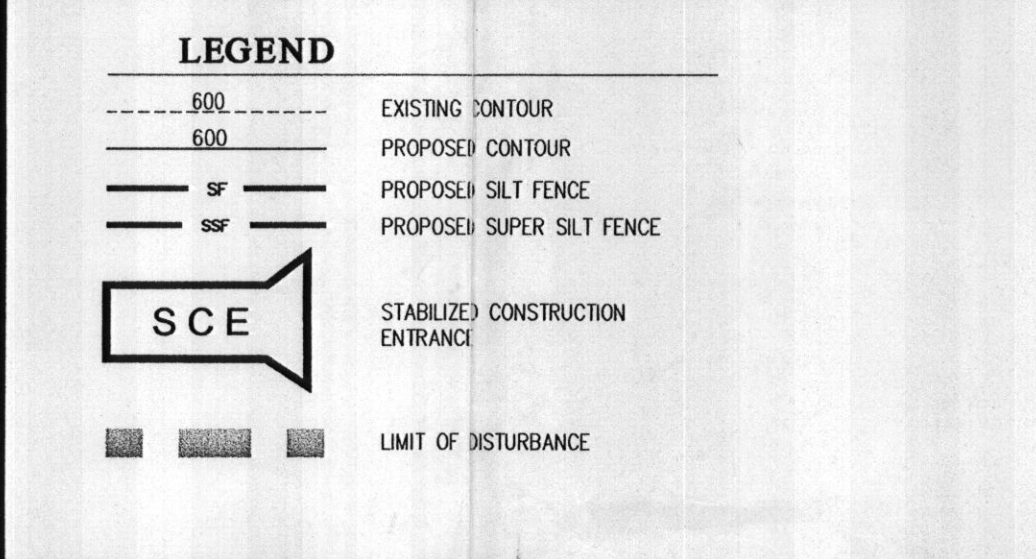 LEGEND
600 EXISTING CONTOUR
600 PROPOSED CONTOUR
SF PROPOSED SILT FENCE
SSF PROPOSED SUPER SILT FENCE
SCE STABILIZED CONSTRUCTION
ENTRANCE
LIMIT OF DISTURBANCE